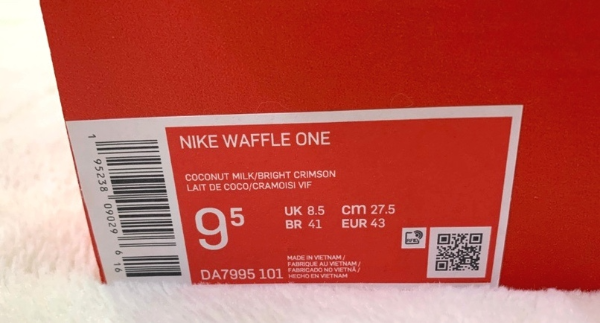 NIKE WAFFLE ONE
COCONUT MILK/BRIGHT CRIMSON
LAIT DE COCO/CRAMOISI VIF
9⁵
UK 8.5 cm 27.5
BR 41 EUR 43
DA7995 101
MADE IN VIETNAM /
FABRIQUE AU VIETNAM /
FABRICADO NO VIETNÃ /
HECHO EN VIETNAM
1 95238 09029 6 16